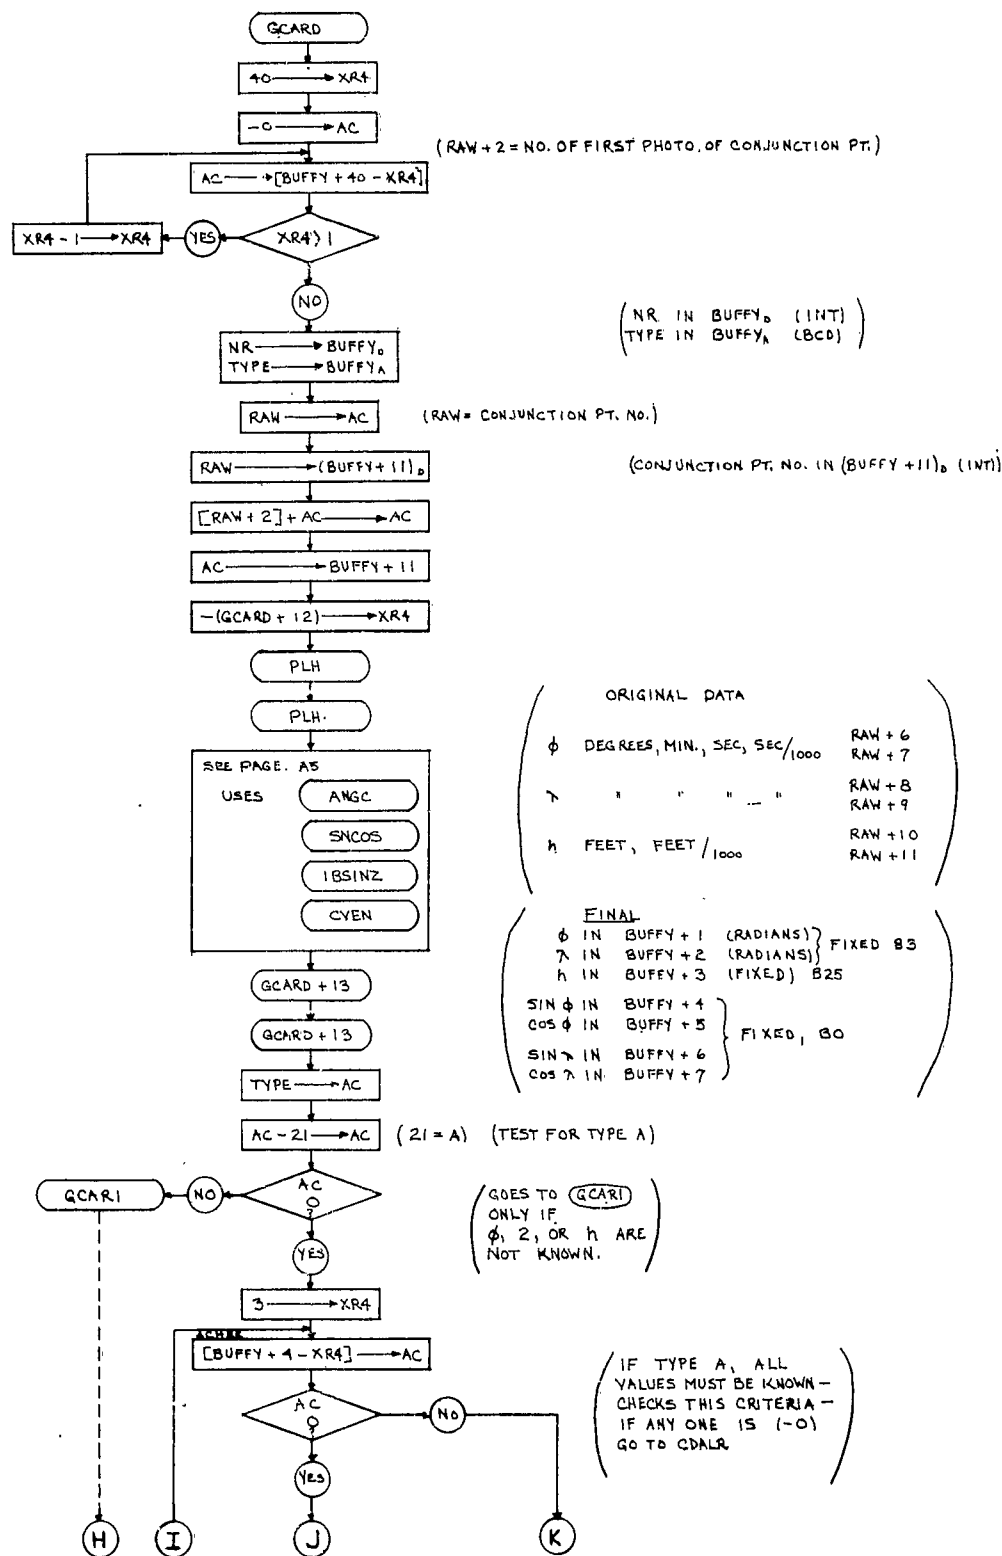 GCARD
40 → XR4
-0 → AC
(RAW + 2 = NO. OF FIRST PHOTO. OF CONJUNCTION PT.)
AC → [BUFFY + 40 - XR4]
XR4 - 1 → XR4
YES
XR4 > 1
NO
(NR IN BUFFY_D (INT)
TYPE IN BUFFY_A (BCD))
NR → BUFFY_D
TYPE → BUFFY_A
RAW → AC
(RAW = CONJUNCTION PT. NO.)
RAW → (BUFFY + 11)_D
(CONJUNCTION PT. NO. IN (BUFFY + 11)_D (INT))
[RAW + 2] + AC → AC
AC → BUFFY + 11
-(GCARD + 12) → XR4
PLH
PLH.
SEE PAGE. A5
USES
ANGC
SNCOS
IBSINZ
CVEN
ORIGINAL DATA
φ DEGREES, MIN., SEC, SEC/1000 RAW + 6
RAW + 7
λ " " " — " RAW + 8
RAW + 9
h FEET, FEET/1000 RAW + 10
RAW + 11
FINAL
φ IN BUFFY + 1 (RADIANS) } FIXED B3
λ IN BUFFY + 2 (RADIANS)
h IN BUFFY + 3 (FIXED) B25
SIN φ IN BUFFY + 4
COS φ IN BUFFY + 5
} FIXED, B0
SIN λ IN BUFFY + 6
COS λ IN BUFFY + 7
GCARD + 13
GCARD + 13
TYPE → AC
AC - 21 → AC
(21 = A) (TEST FOR TYPE A)
GCAR1
NO
AC
0
?
YES
(GOES TO GCAR1
ONLY IF
φ, 2, OR h ARE
NOT KNOWN.)
3 → XR4
[BUFFY + 4 - XR4] → AC
AC
0
?
NO
YES
(IF TYPE A, ALL
VALUES MUST BE KNOWN —
CHECKS THIS CRITERIA —
IF ANY ONE IS (-0)
GO TO CDALR)
H
I
J
K